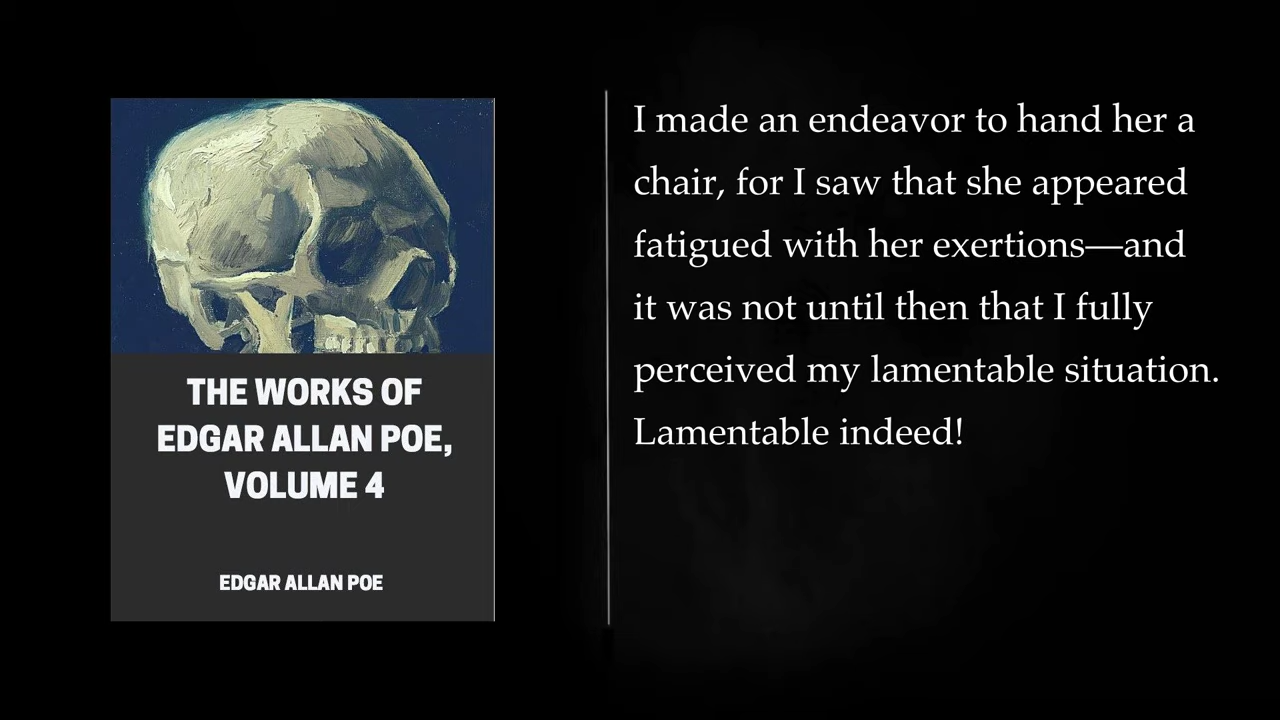 THE WORKS OF
EDGAR ALLAN POE,
VOLUME 4
EDGAR ALLAN POE
I made an endeavor to hand her a
chair, for I saw that she appeared
fatigued with her exertions—and
it was not until then that I fully
perceived my lamentable situation.
Lamentable indeed!